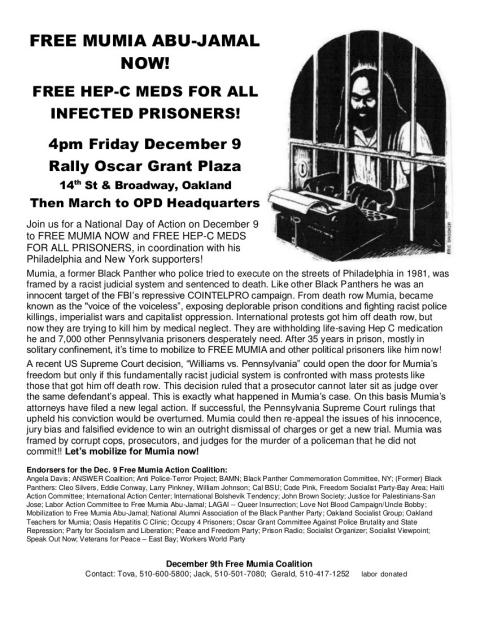 FREE MUMIA ABU-JAMAL
NOW!
FREE HEP-C MEDS FOR ALL
INFECTED PRISONERS!
4pm Friday December 9
Rally Oscar Grant Plaza
14th St & Broadway, Oakland
Then March to OPD Headquarters
Join us for a National Day of Action on December 9
to FREE MUMIA NOW and FREE HEP-C MEDS
FOR ALL PRISONERS, in coordination with his
Philadelphia and New York supporters!
Mumia, a former Black Panther who police tried to execute on the streets of Philadelphia in 1981, was
framed by a racist judicial system and sentenced to death. Like other Black Panthers he was an
innocent target of the FBI's repressive COINTELPRO campaign. From death row Mumia, became
known as the "voice of the voiceless", exposing deplorable prison conditions and fighting racist police
killings, imperialist wars and capitalist oppression. International protests got him off death row, but
now they are trying to kill him by medical neglect. They are withholding life-saving Hep C medication
he and 7,000 other Pennsylvania prisoners desperately need. After 35 years in prison, mostly in
solitary confinement, it's time to mobilize to FREE MUMIA and other political prisoners like him now!
A recent US Supreme Court decision, "Williams vs. Pennsylvania" could open the door for Mumia's
freedom but only if this fundamentally racist judicial system is confronted with mass protests like
those that got him off death row. This decision ruled that a prosecutor cannot later sit as judge over
the same defendant's appeal. This is exactly what happened in Mumia's case. On this basis Mumia's
attorneys have filed a new legal action. If successful, the Pennsylvania Supreme Court rulings that
upheld his conviction would be overturned. Mumia could then re-appeal the issues of his innocence,
jury bias and falsified evidence to win an outright dismissal of charges or get a new trial. Mumia was
framed by corrupt cops, prosecutors, and judges for the murder of a policeman that he did not
commit!! Let's mobilize for Mumia now!
Endorsers for the Dec. 9 Free Mumia Action Coalition:
Angela Davis; ANSWER Coalition; Anti Police-Terror Project; BAMN; Black Panther Commemoration Committee, NY; (Former) Black
Panthers: Cleo Silvers, Eddie Conway, Larry Pinkney, William Johnson; Cal BSU; Code Pink, Freedom Socialist Party-Bay Area; Haiti
Action Committee; International Action Center; International Bolshevik Tendency; John Brown Society; Justice for Palestinians-San
Jose; Labor Action Committee to Free Mumia Abu-Jamal; LAGAI -- Queer Insurrection; Love Not Blood Campaign/Uncle Bobby;
Mobilization to Free Mumia Abu-Jamal; National Alumni Association of the Black Panther Party; Oakland Socialist Group; Oakland
Teachers for Mumia; Oasis Hepatitis C Clinic; Occupy 4 Prisoners; Oscar Grant Committee Against Police Brutality and State
Repression; Party for Socialism and Liberation; Peace and Freedom Party; Prison Radio; Socialist Organizer; Socialist Viewpoint;
Speak Out Now; Veterans for Peace – East Bay; Workers World Party
December 9th Free Mumia Coalition
Contact: Tova, 510-600-5800; Jack, 510-501-7080; Gerald, 510-417-1252 labor donated